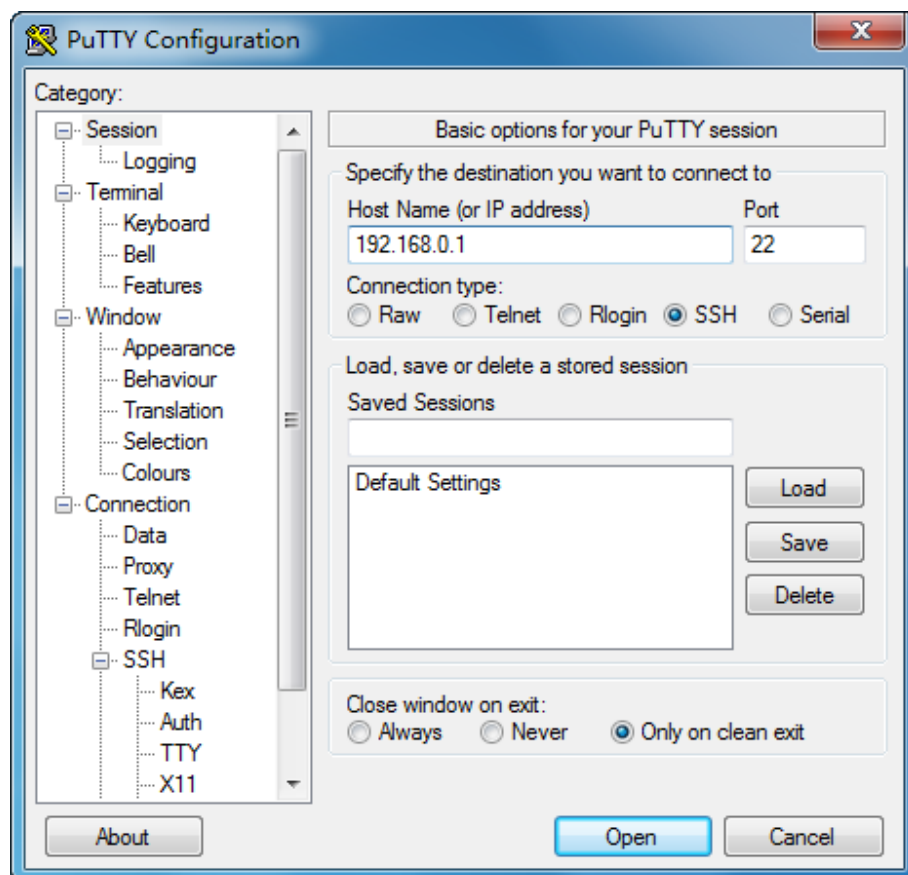 PuTTY Configuration
Category:
Session
Logging
Terminal
Keyboard
Bell
Features
Window
Appearance
Behaviour
Translation
Selection
Colours
Connection
Data
Proxy
Telnet
Rlogin
SSH
Kex
Auth
TTY
X11
Basic options for your PuTTY session
Specify the destination you want to connect to
Host Name (or IP address) Port
192.168.0.1 22
Connection type:
Raw Telnet Rlogin SSH Serial
Load, save or delete a stored session
Saved Sessions
Default Settings
Load
Save
Delete
Close window on exit:
Always Never Only on clean exit
About Open Cancel